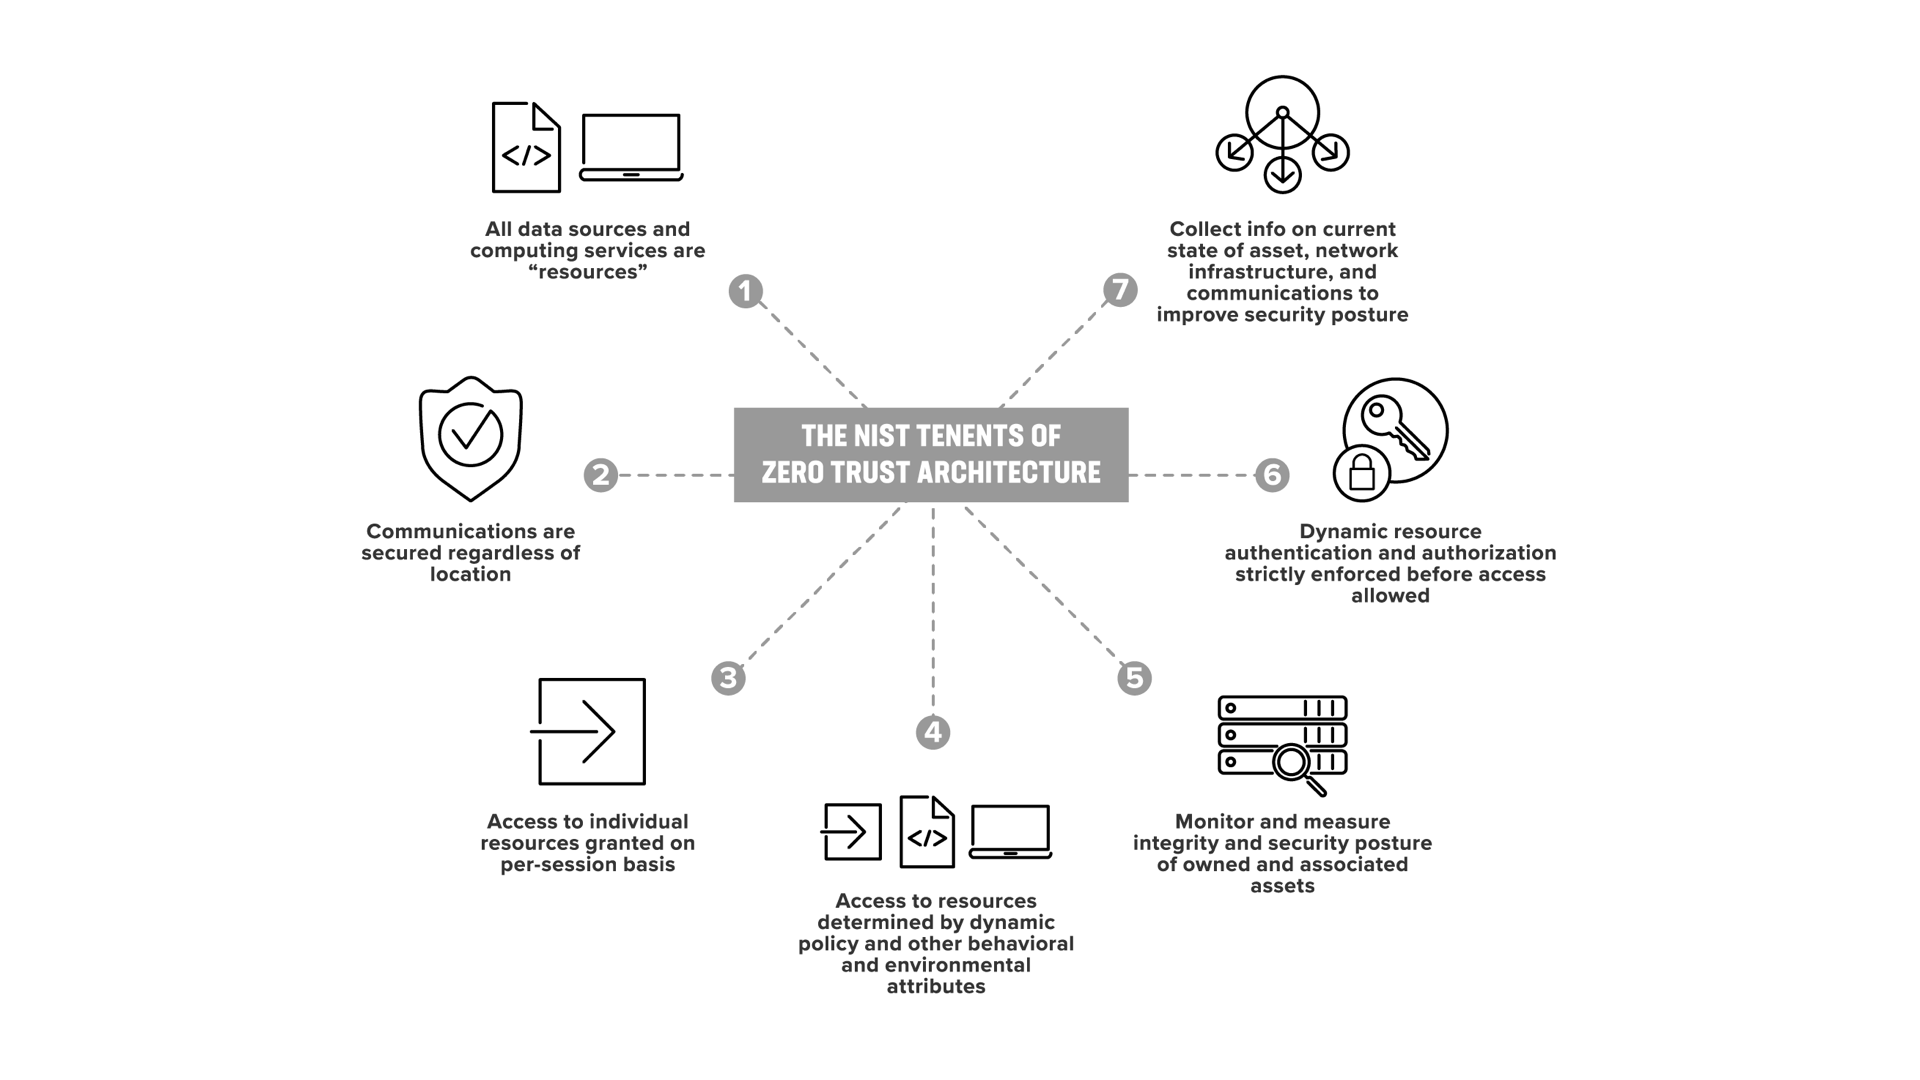 THE NIST TENENTS OF
ZERO TRUST ARCHITECTURE
1
</>
All data sources and
computing services are
“resources”
2
Communications are
secured regardless of
location
3
Access to individual
resources granted on
per-session basis
4
</>
Access to resources
determined by dynamic
policy and other behavioral
and environmental
attributes
5
Monitor and measure
integrity and security posture
of owned and associated
assets
6
Dynamic resource
authentication and authorization
strictly enforced before access
allowed
7
Collect info on current
state of asset, network
infrastructure, and
communications to
improve security posture